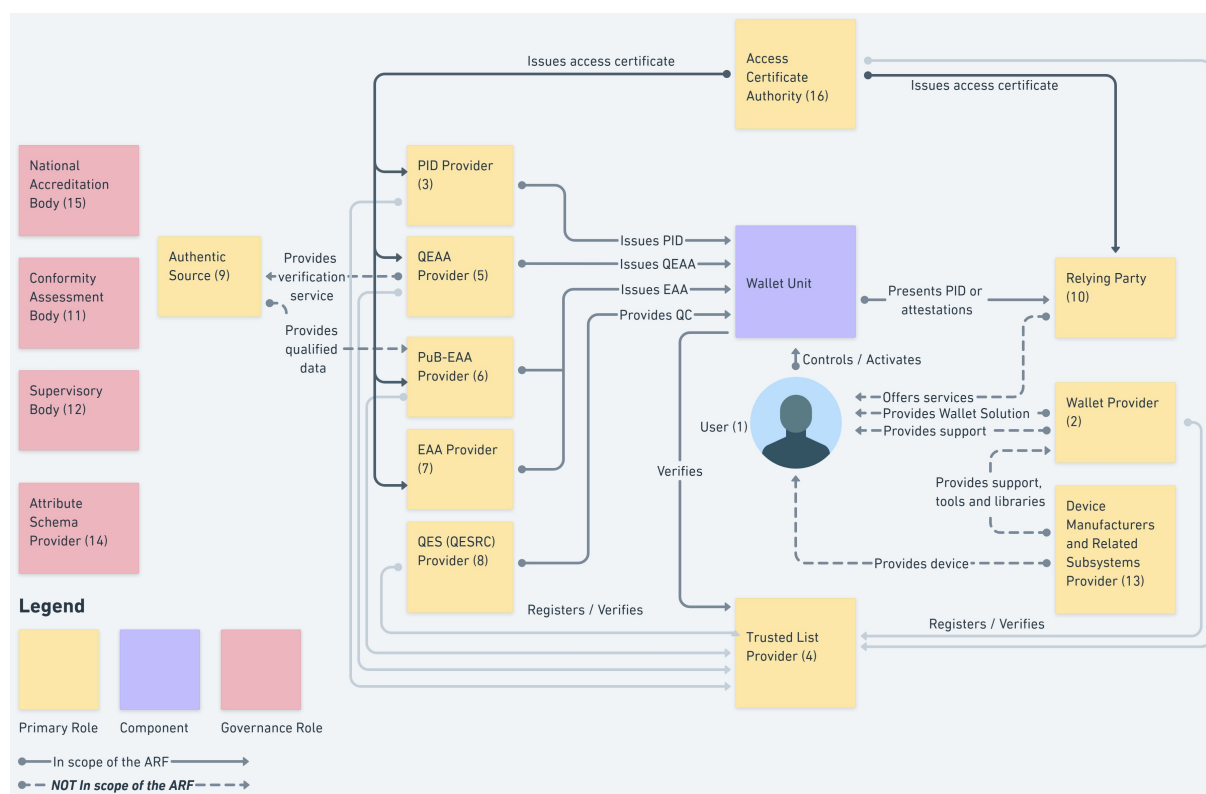 Issues access certificate
Access
Certificate
Authority (16)
Issues access certificate
National
Accreditation
Body (15)
Conformity
Assessment
Body (11)
Supervisory
Body (12)
Attribute
Schema
Provider (14)
Authentic
Source (9)
Provides
verification
service
Provides
qualified
data
PID Provider
(3)
QEAA
Provider (5)
PuB-EAA
Provider (6)
EAA Provider
(7)
QES (QESRC)
Provider (8)
Issues PID
Issues QEAA
Issues EAA
Provides QC
Wallet Unit
Presents PID or
attestations
Relying Party
(10)
Controls / Activates
User (1)
Offers services
Provides Wallet Solution
Provides support
Wallet Provider
(2)
Verifies
Provides support,
tools and libraries
Device
Manufacturers
and Related
Subsystems
Provider (13)
Provides device
Registers / Verifies
Trusted List
Provider (4)
Registers / Verifies
Legend
Primary Role
Component
Governance Role
In scope of the ARF
NOT In scope of the ARF